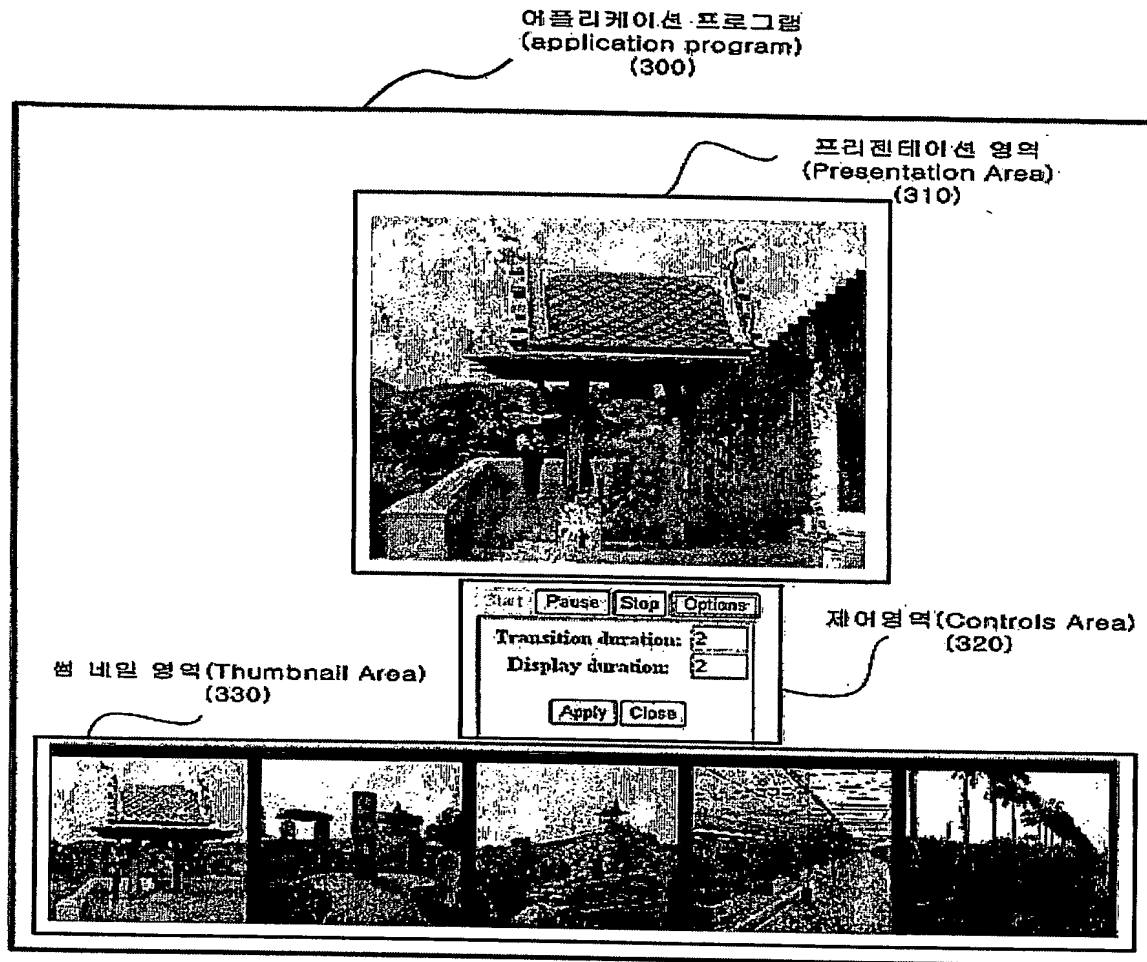 어플리케이션 프로그램
(application program)
(300)
프리젠테이션 영역
(Presentation Area)
(310)
Start Pause Stop Options
Transition duration: 2
Display duration: 2
Apply Close
제어영역(Controls Area)
(320)
썸 네일 영역(Thumbnail Area)
(330)